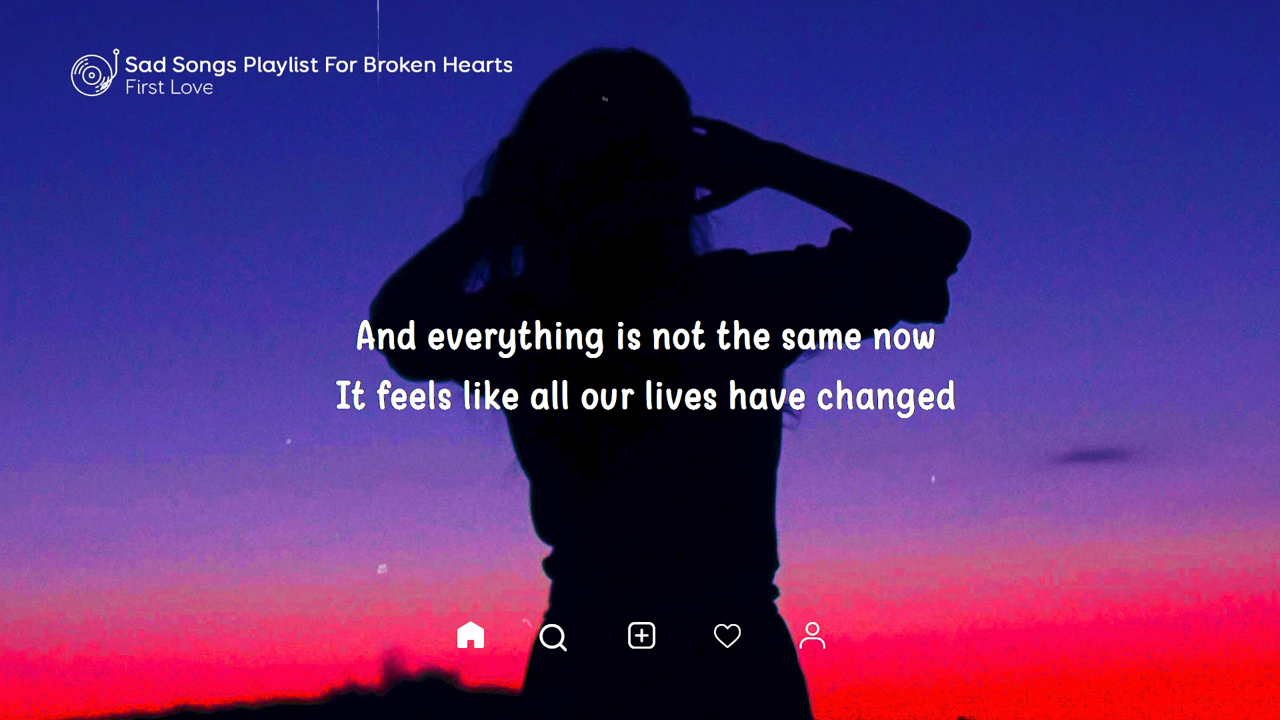 Sad Songs Playlist For Broken Hearts
First Love
And everything is not the same now
It feels like all our lives have changed